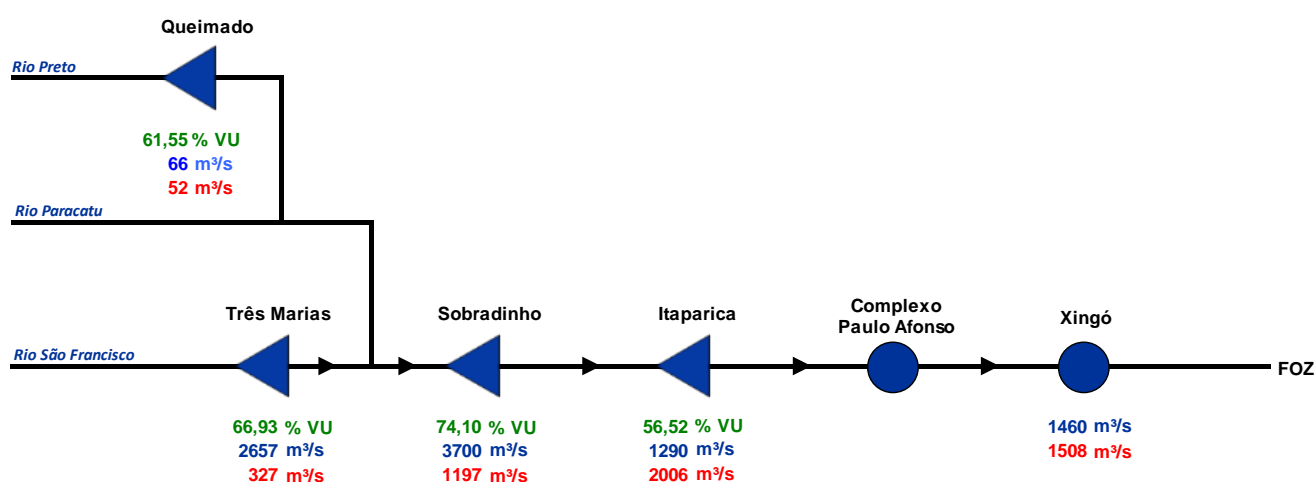 Queimado
Rio Preto
61,55 % VU
66 m³/s
52 m³/s
Rio Paracatu
Três Marias
Sobradinho
Itaparica
Complexo
Paulo Afonso
Xingó
Rio São Francisco
FOZ
66,93 % VU
2657 m³/s
327 m³/s
74,10 % VU
3700 m³/s
1197 m³/s
56,52 % VU
1290 m³/s
2006 m³/s
1460 m³/s
1508 m³/s